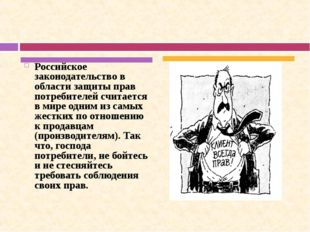 Российское
законодательство в
области защиты прав
потребителей считается
в мире одним из самых
жестких по отношению
к продавцам
(производителям). Так
что, господа
потребители, не бойтесь
и не стесняйтесь
требовать соблюдения
своих прав.
КЛИЕНТ
ВСЕГДА
ПРАВ!